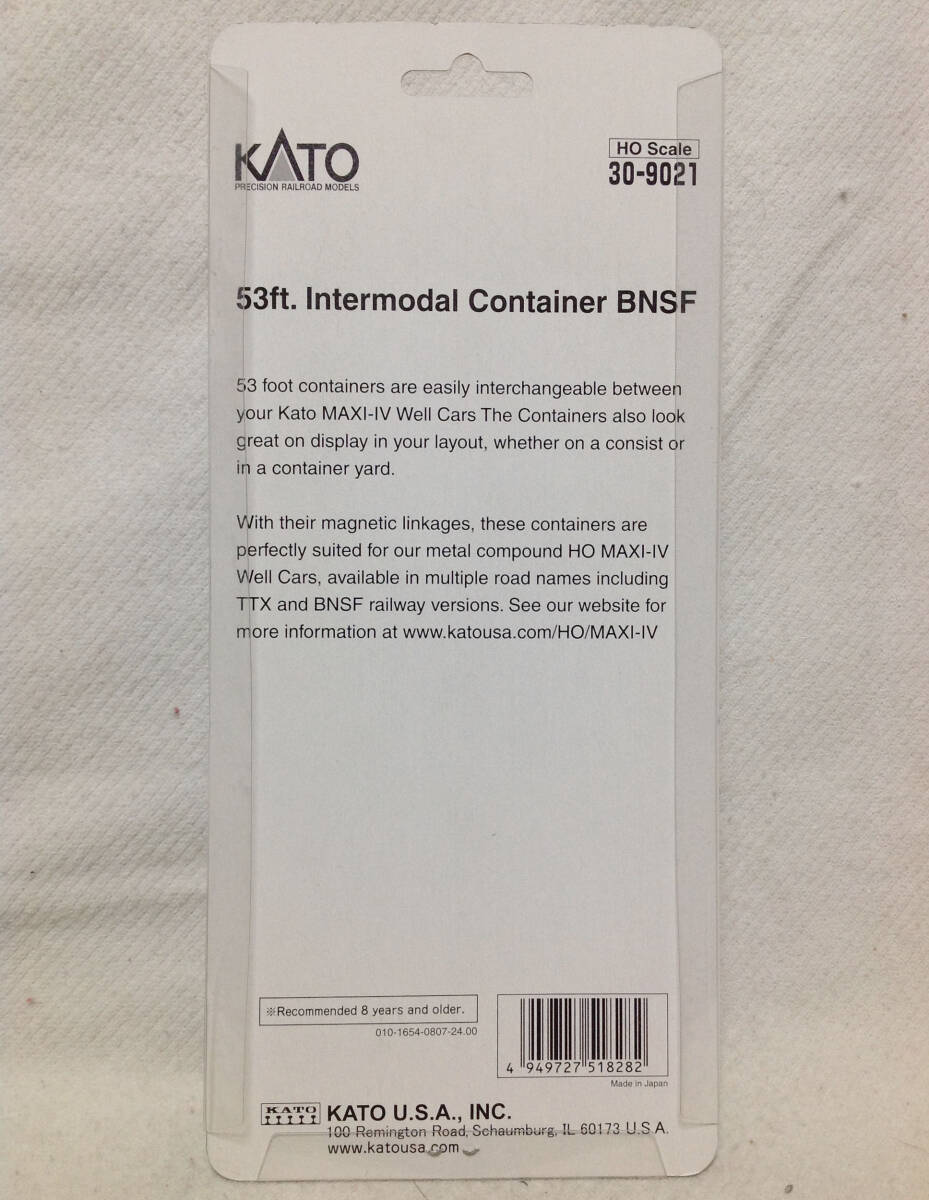 KATO
PRECISION RAILROAD MODELS
HO Scale
30-9021
53ft. Intermodal Container BNSF
53 foot containers are easily interchangeable between
your Kato MAXI-IV Well Cars The Containers also look
great on display in your layout, whether on a consist or
in a container yard.
With their magnetic linkages, these containers are
perfectly suited for our metal compound HO MAXI-IV
Well Cars, available in multiple road names including
TTX and BNSF railway versions. See our website for
more information at www.katousa.com/HO/MAXI-IV
※Recommended 8 years and older.
010-1654-0807-24.00
4 949727 518282
Made in Japan
KATO
KATO U.S.A., INC.
100 Remington Road, Schaumburg, IL 60173 U.S.A.
www.katousa.com